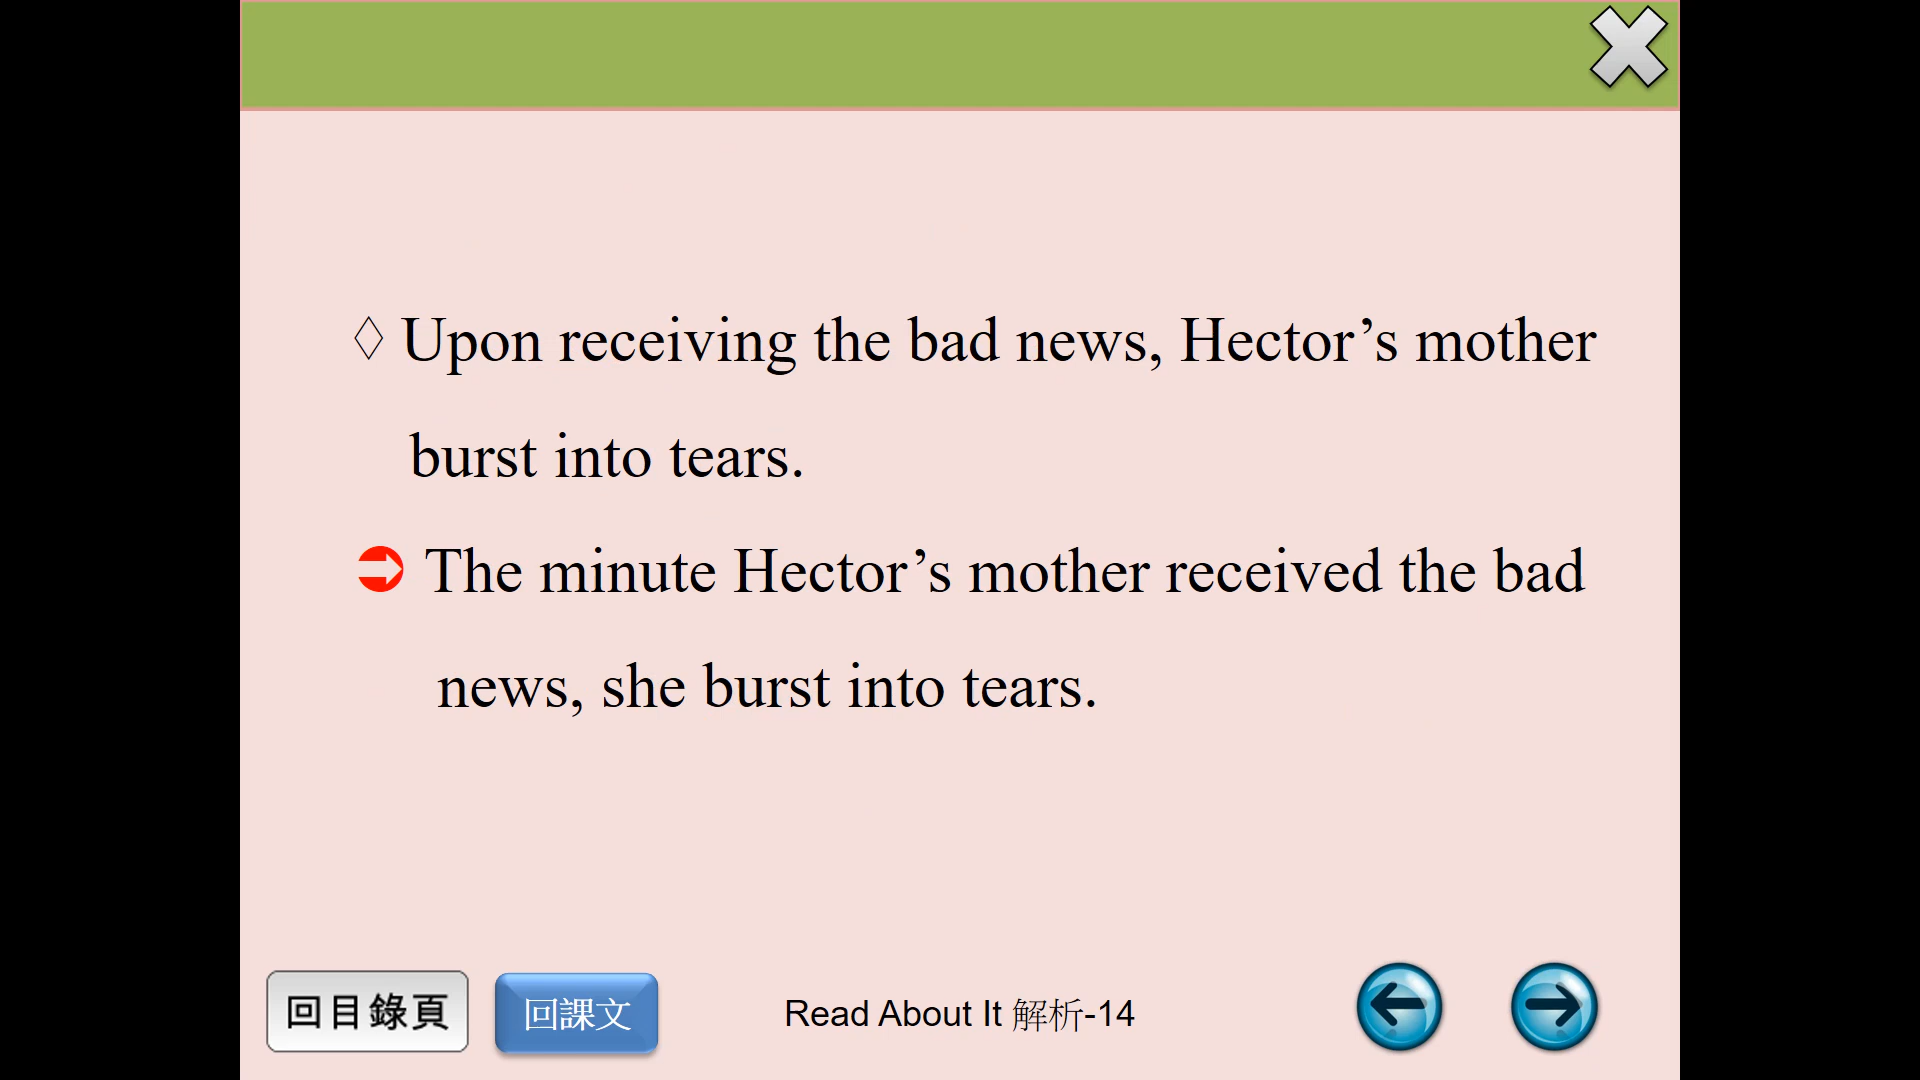 ◊ Upon receiving the bad news, Hector’s mother
burst into tears.
➲ The minute Hector’s mother received the bad
news, she burst into tears.
回目錄頁
回課文
Read About It 解析-14